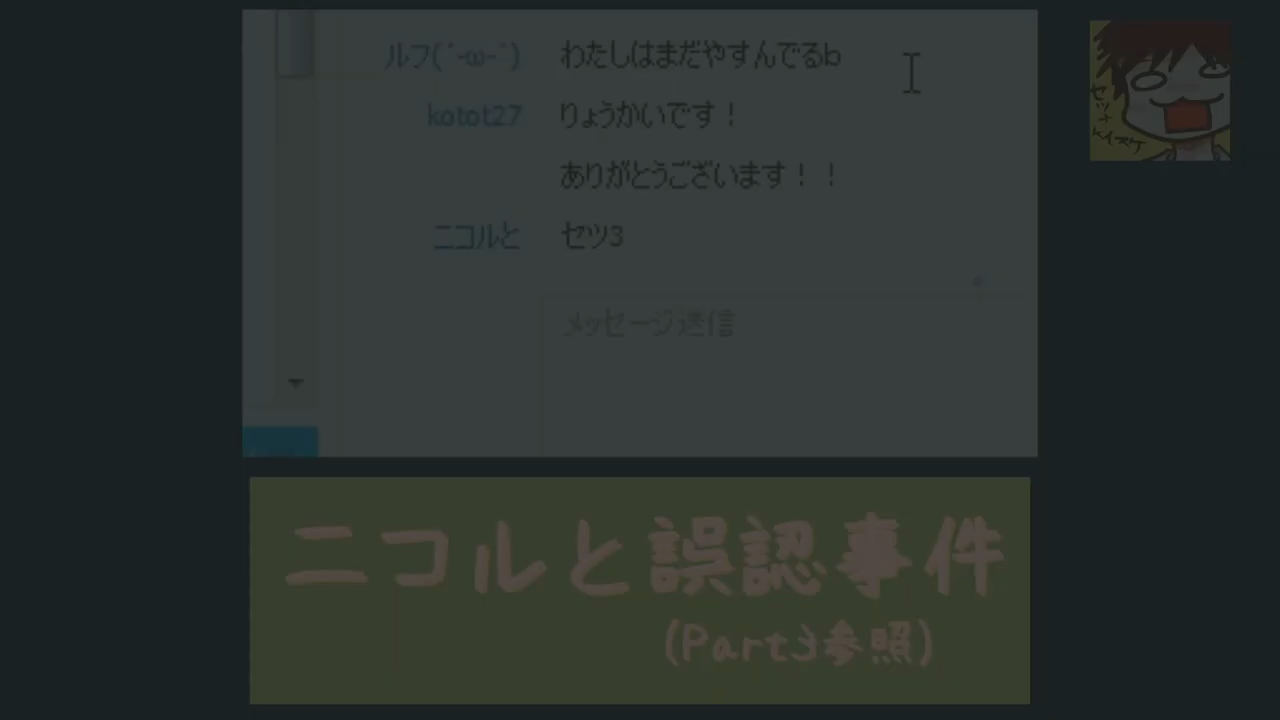 ルフ(´-ω-`) わたしはまだやすんでるb
kotot27 りょうかいです！
ありがとうございます！！
ニコルと セツ3
メッセージ送信
ニコルと誤認事件
(Part3参照)